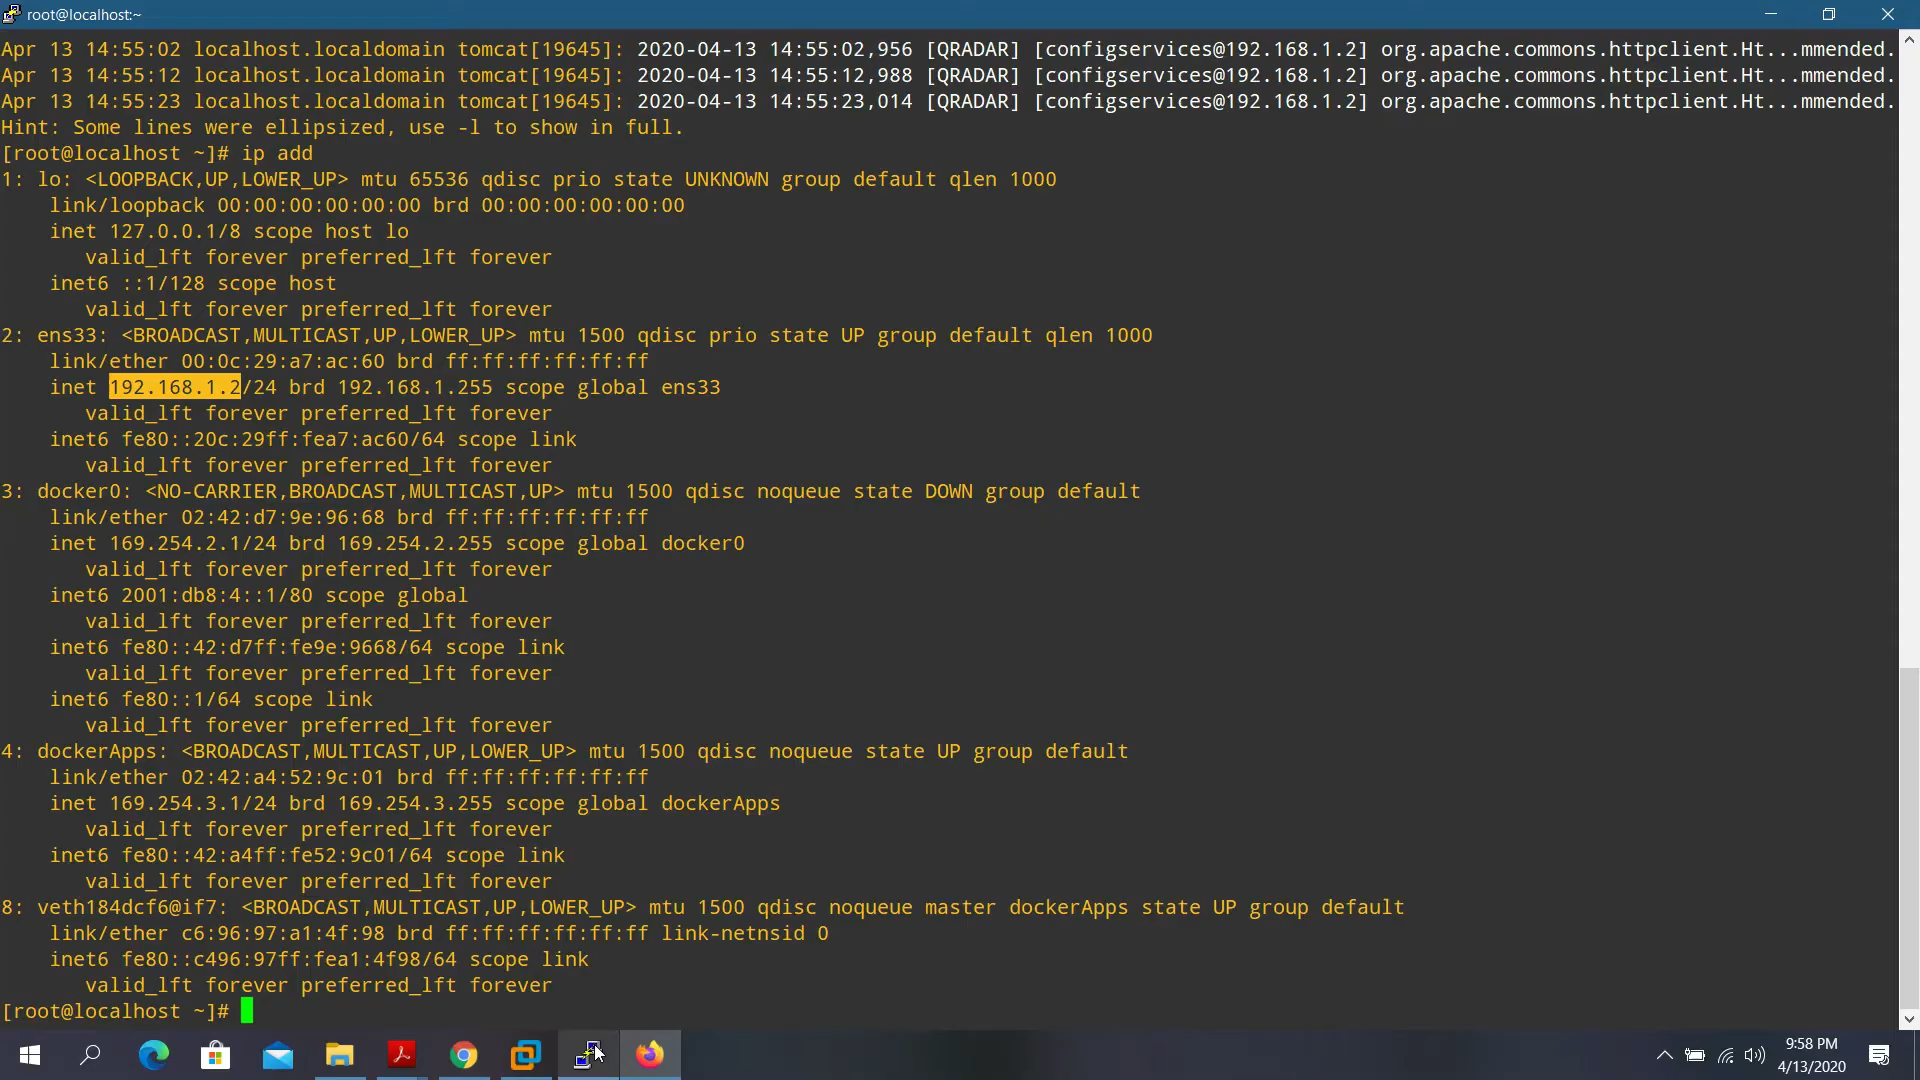 root@localhost:~
Apr 13 14:55:02 localhost.localdomain tomcat[19645]: 2020-04-13 14:55:02,956 [QRADAR] [configservices@192.168.1.2] org.apache.commons.httpclient.Ht...mmended.
Apr 13 14:55:12 localhost.localdomain tomcat[19645]: 2020-04-13 14:55:12,988 [QRADAR] [configservices@192.168.1.2] org.apache.commons.httpclient.Ht...mmended.
Apr 13 14:55:23 localhost.localdomain tomcat[19645]: 2020-04-13 14:55:23,014 [QRADAR] [configservices@192.168.1.2] org.apache.commons.httpclient.Ht...mmended.
Hint: Some lines were ellipsized, use -l to show in full.
[root@localhost ~]# ip add
1: lo: <LOOPBACK,UP,LOWER_UP> mtu 65536 qdisc prio state UNKNOWN group default qlen 1000
    link/loopback 00:00:00:00:00:00 brd 00:00:00:00:00:00
    inet 127.0.0.1/8 scope host lo
       valid_lft forever preferred_lft forever
    inet6 ::1/128 scope host
       valid_lft forever preferred_lft forever
2: ens33: <BROADCAST,MULTICAST,UP,LOWER_UP> mtu 1500 qdisc prio state UP group default qlen 1000
    link/ether 00:0c:29:a7:ac:60 brd ff:ff:ff:ff:ff:ff
    inet 192.168.1.2/24 brd 192.168.1.255 scope global ens33
       valid_lft forever preferred_lft forever
    inet6 fe80::20c:29ff:fea7:ac60/64 scope link
       valid_lft forever preferred_lft forever
3: docker0: <NO-CARRIER,BROADCAST,MULTICAST,UP> mtu 1500 qdisc noqueue state DOWN group default
    link/ether 02:42:d7:9e:96:68 brd ff:ff:ff:ff:ff:ff
    inet 169.254.2.1/24 brd 169.254.2.255 scope global docker0
       valid_lft forever preferred_lft forever
    inet6 2001:db8:4::1/80 scope global
       valid_lft forever preferred_lft forever
    inet6 fe80::42:d7ff:fe9e:9668/64 scope link
       valid_lft forever preferred_lft forever
    inet6 fe80::1/64 scope link
       valid_lft forever preferred_lft forever
4: dockerApps: <BROADCAST,MULTICAST,UP,LOWER_UP> mtu 1500 qdisc noqueue state UP group default
    link/ether 02:42:a4:52:9c:01 brd ff:ff:ff:ff:ff:ff
    inet 169.254.3.1/24 brd 169.254.3.255 scope global dockerApps
       valid_lft forever preferred_lft forever
    inet6 fe80::42:a4ff:fe52:9c01/64 scope link
       valid_lft forever preferred_lft forever
8: veth184dcf6@if7: <BROADCAST,MULTICAST,UP,LOWER_UP> mtu 1500 qdisc noqueue master dockerApps state UP group default
    link/ether c6:96:97:a1:4f:98 brd ff:ff:ff:ff:ff:ff link-netnsid 0
    inet6 fe80::c496:97ff:fea1:4f98/64 scope link
       valid_lft forever preferred_lft forever
[root@localhost ~]#
9:58 PM
4/13/2020